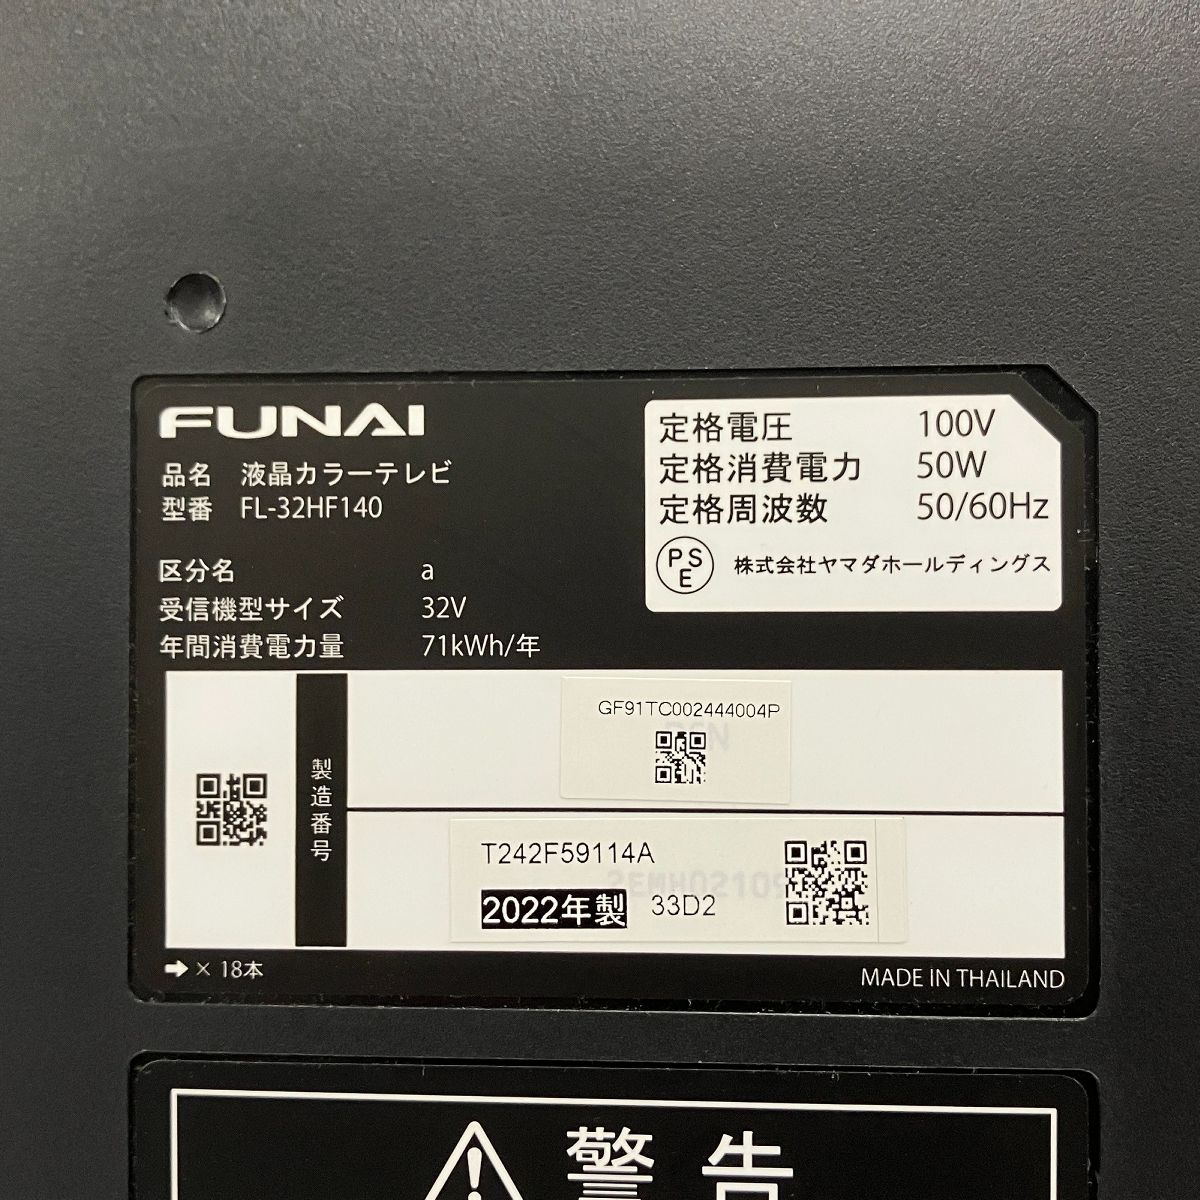 FUNAI
品名 液晶カラーテレビ
型番 FL-32HF140
区分名 a
受信機型サイズ 32V
年間消費電力量 71kWh/年
定格電圧 100V
定格消費電力 50W
定格周波数 50/60Hz
PSE 株式会社ヤマダホールディングス
製造番号
GF91TC002444004P
T242F59114A
2022年製 33D2
➡ × 18本
MADE IN THAILAND
警告